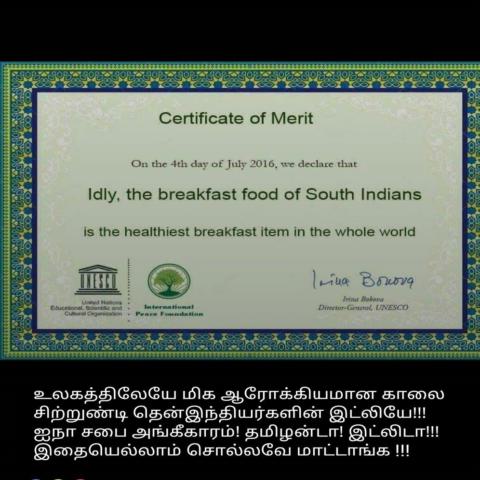 Certificate of Merit
On the 4th day of July 2016, we declare that
Idly, the breakfast food of South Indians
is the healthiest breakfast item in the whole world
UNESCO
United Nations
Educational, Scientific and
Cultural Organization
International
Peace Foundation
Irina Bokova
Irina Bokova
Director-General, UNESCO
உலகத்திலேயே மிக ஆரோக்கியமான காலை
சிற்றுண்டி தென்இந்தியர்களின் இட்லியே!!!
ஐநா சபை அங்கீகாரம்! தமிழன்டா! இட்லிடா!!!
இதையெல்லாம் சொல்லவே மாட்டாங்க !!!